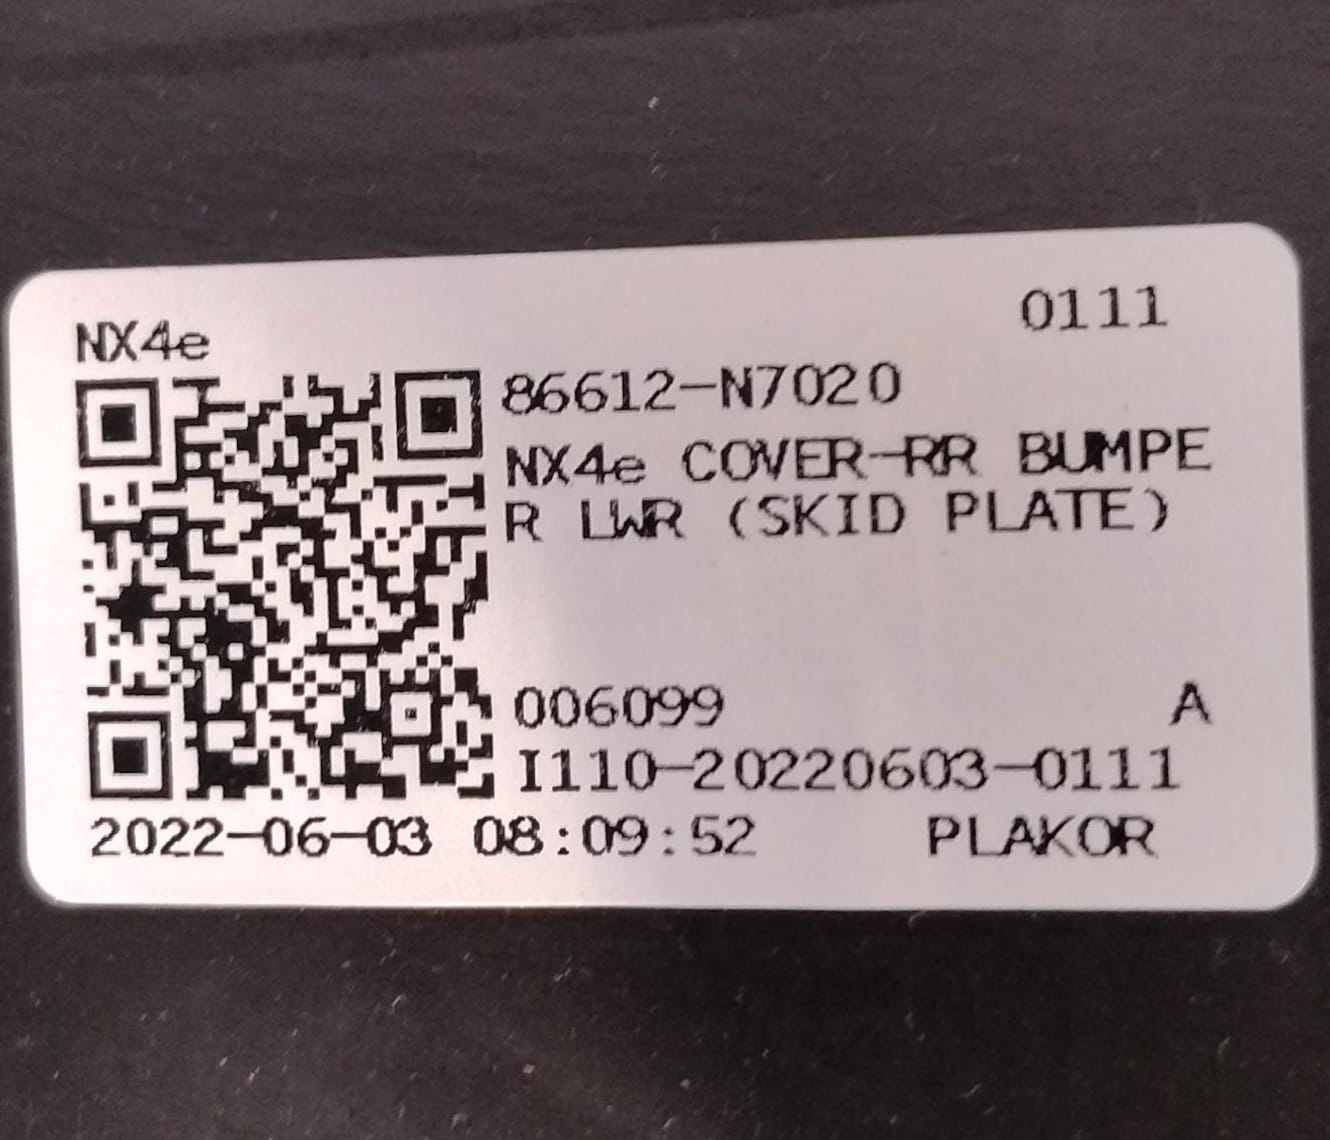 0111
NX4e
86612-N7020
NX4e COVER-RR BUMPE
R LWR (SKID PLATE)
006099 A
I110-20220603-0111
2022-06-03 08:09:52 PLAKOR